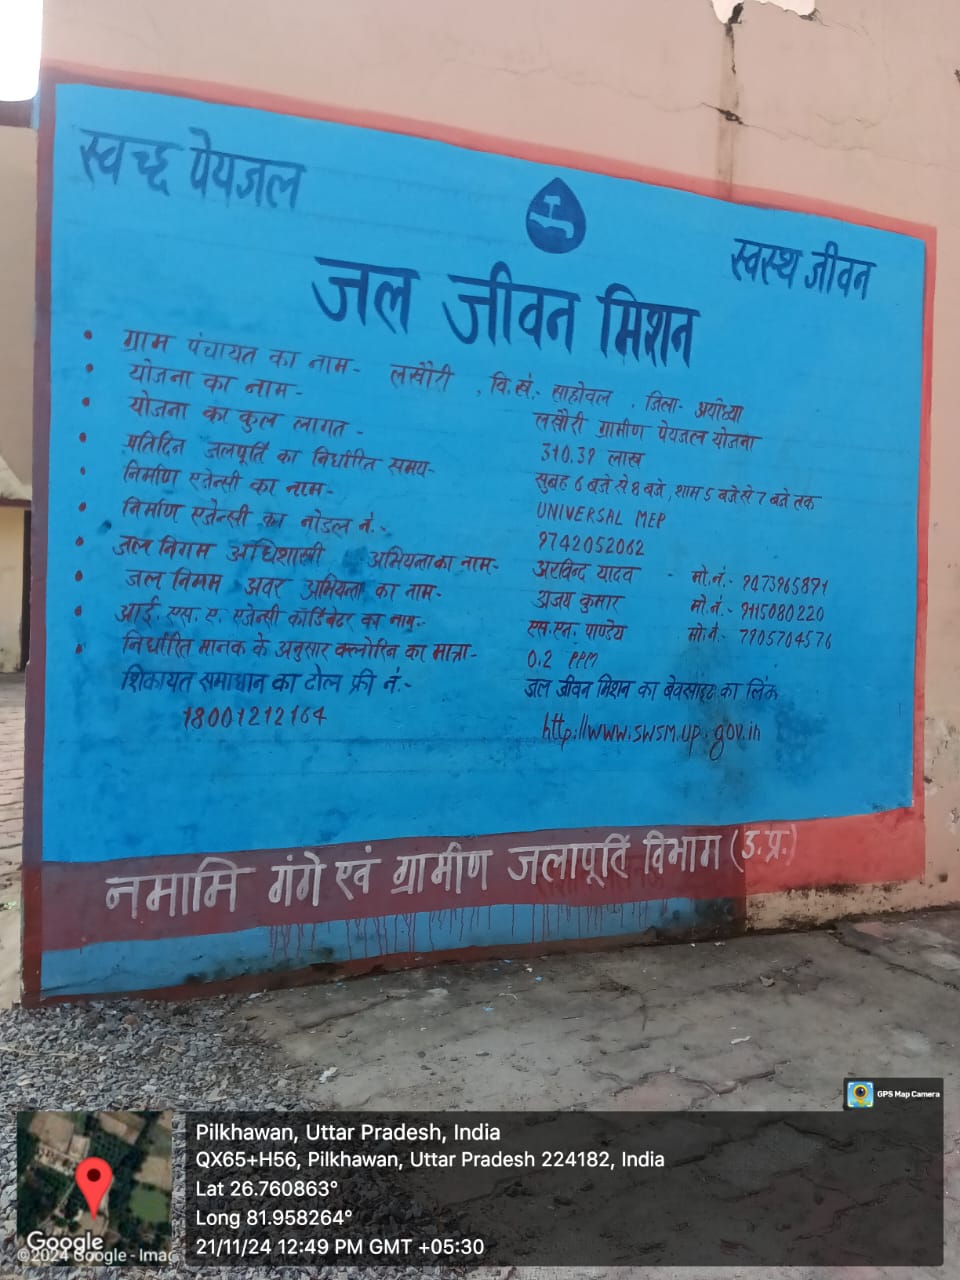 स्वच्छ पेयजल
स्वस्थ जीवन
जल जीवन मिशन
• ग्राम पंचायत का नाम- लखौरी , वि.खं.- सोहावल , जिला- अयोध्या
• योजना का नाम- लखौरी ग्रामीण पेयजल योजना
• योजना का कुल लागत- 310.39 लाख
• प्रतिदिन जलपूर्ति का निर्धारित समय- सुबह 6 बजे से 8 बजे, शाम 5 बजे से 7 बजे तक
• निर्माण एजेन्सी का नाम- UNIVERSAL MEP
• निर्माण एजेन्सी का नोडल नं.- 9742052062
• जल निगम अधिशासी अभियन्ता का नाम- अरविन्द यादव - मो.नं.- 9473965891
• जल निगम अवर अभियन्ता का नाम- अजय कुमार मो.नं.- 9115080220
• आई.एस.ए. एजेन्सी कॉर्डिनेटर का नाम- एस.एन. पाण्डेय मो.नं.- 7905704576
• निर्धारित मानक के अनुसार क्लोरिन का मात्रा- 0.2 PPM
शिकायत समाधान का टोल फ्री नं.- जल जीवन मिशन का बेवसाइट का लिंक
18001212164 http://www.swsm.up.gov.in
नमामि गंगे एवं ग्रामीण जलापूर्ति विभाग (उ.प्र.)
GPS Map Camera
Pilkhawan, Uttar Pradesh, India
QX65+H56, Pilkhawan, Uttar Pradesh 224182, India
Lat 26.760863°
Long 81.958264°
21/11/24 12:49 PM GMT +05:30
Google
©2024 Google - Imag